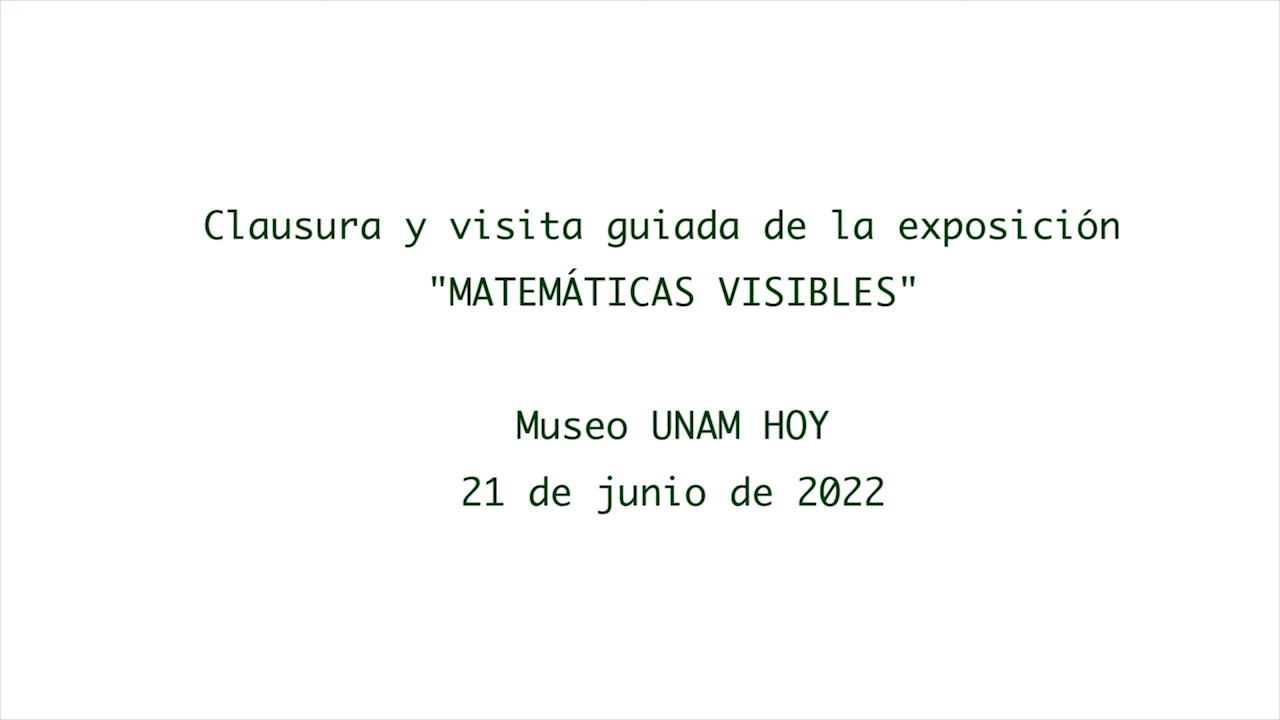 Clausura y visita guiada de la exposición
"MATEMÁTICAS VISIBLES"
Museo UNAM HOY
21 de junio de 2022